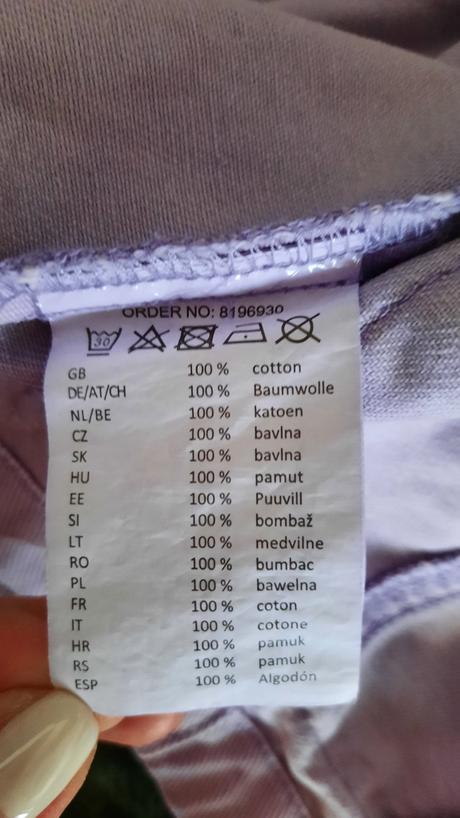 ORDER NO: 8196930
30
GB 100 % cotton
DE/AT/CH 100 % Baumwolle
NL/BE 100 % katoen
CZ 100 % bavlna
SK 100 % bavlna
HU 100 % pamut
EE 100 % Puuvill
SI 100 % bombaž
LT 100 % medvilne
RO 100 % bumbac
PL 100 % bawelna
FR 100 % coton
IT 100 % cotone
HR 100 % pamuk
RS 100 % pamuk
ESP 100 % Algodón